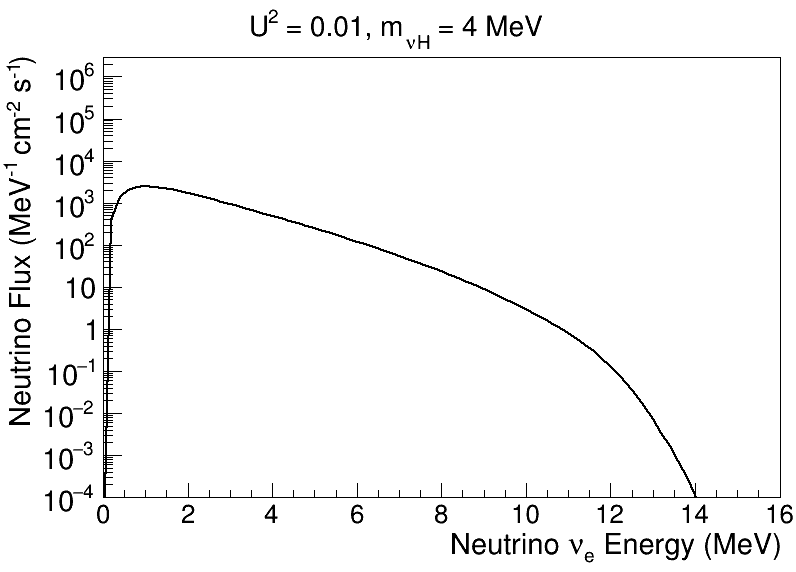 U² = 0.01, m_νH = 4 MeV
Neutrino Flux (MeV⁻¹ cm⁻² s⁻¹)
10⁶
10⁵
10⁴
10³
10²
10
1
10⁻¹
10⁻²
10⁻³
10⁻⁴
0 2 4 6 8 10 12 14 16
Neutrino νₑ Energy (MeV)